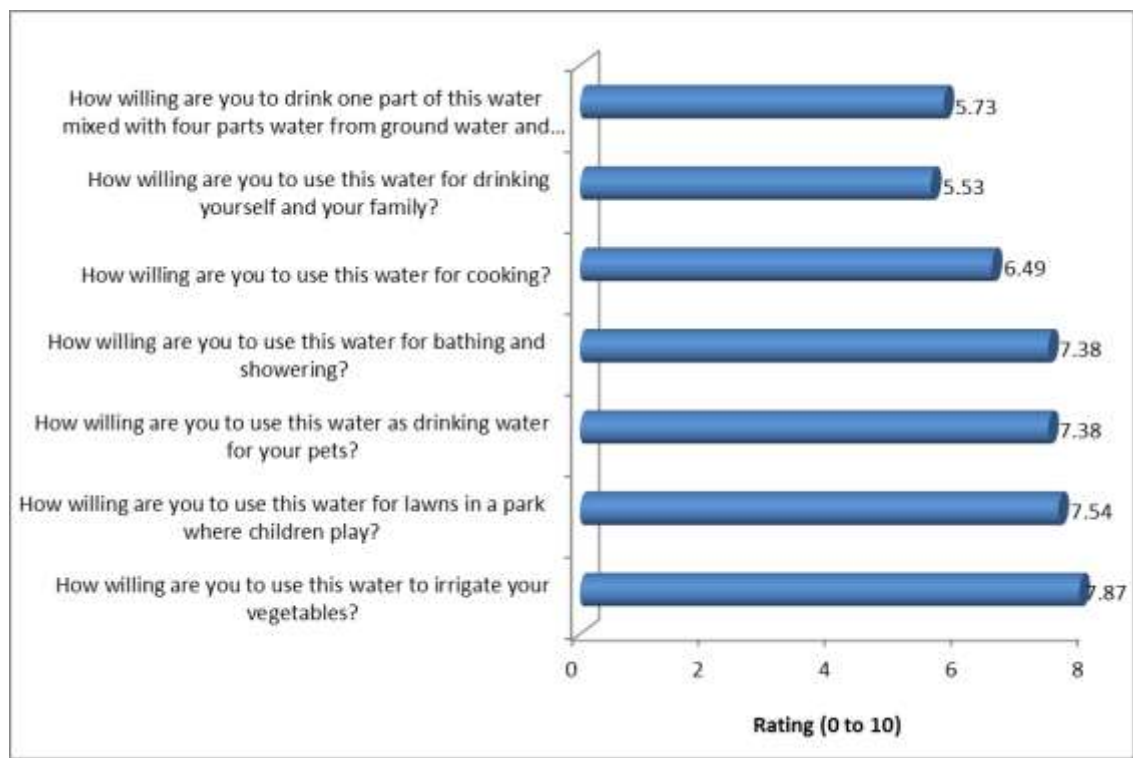 How willing are you to drink one part of this water
mixed with four parts water from ground water and...
5.73
How willing are you to use this water for drinking
yourself and your family?
5.53
How willing are you to use this water for cooking?
6.49
How willing are you to use this water for bathing and
showering?
7.38
How willing are you to use this water as drinking water
for your pets?
7.38
How willing are you to use this water for lawns in a park
where children play?
7.54
How willing are you to use this water to irrigate your
vegetables?
7.87
0 2 4 6 8
Rating (0 to 10)